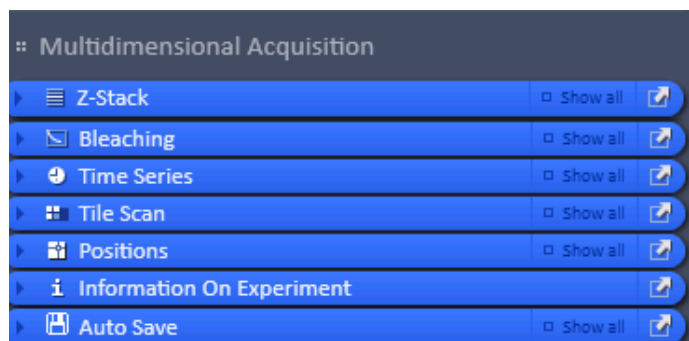 Multidimensional Acquisition
Z-Stack Show all
Bleaching Show all
Time Series Show all
Tile Scan Show all
Positions Show all
i Information On Experiment
Auto Save Show all